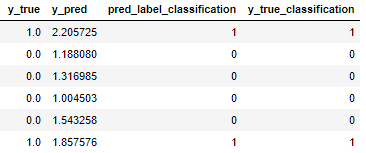 y_true y_pred pred_label_classification y_true_classification
1.0 2.205725 1 1
0.0 1.188080 0 0
0.0 1.316985 0 0
0.0 1.004503 0 0
0.0 1.543258 0 0
1.0 1.857576 1 1